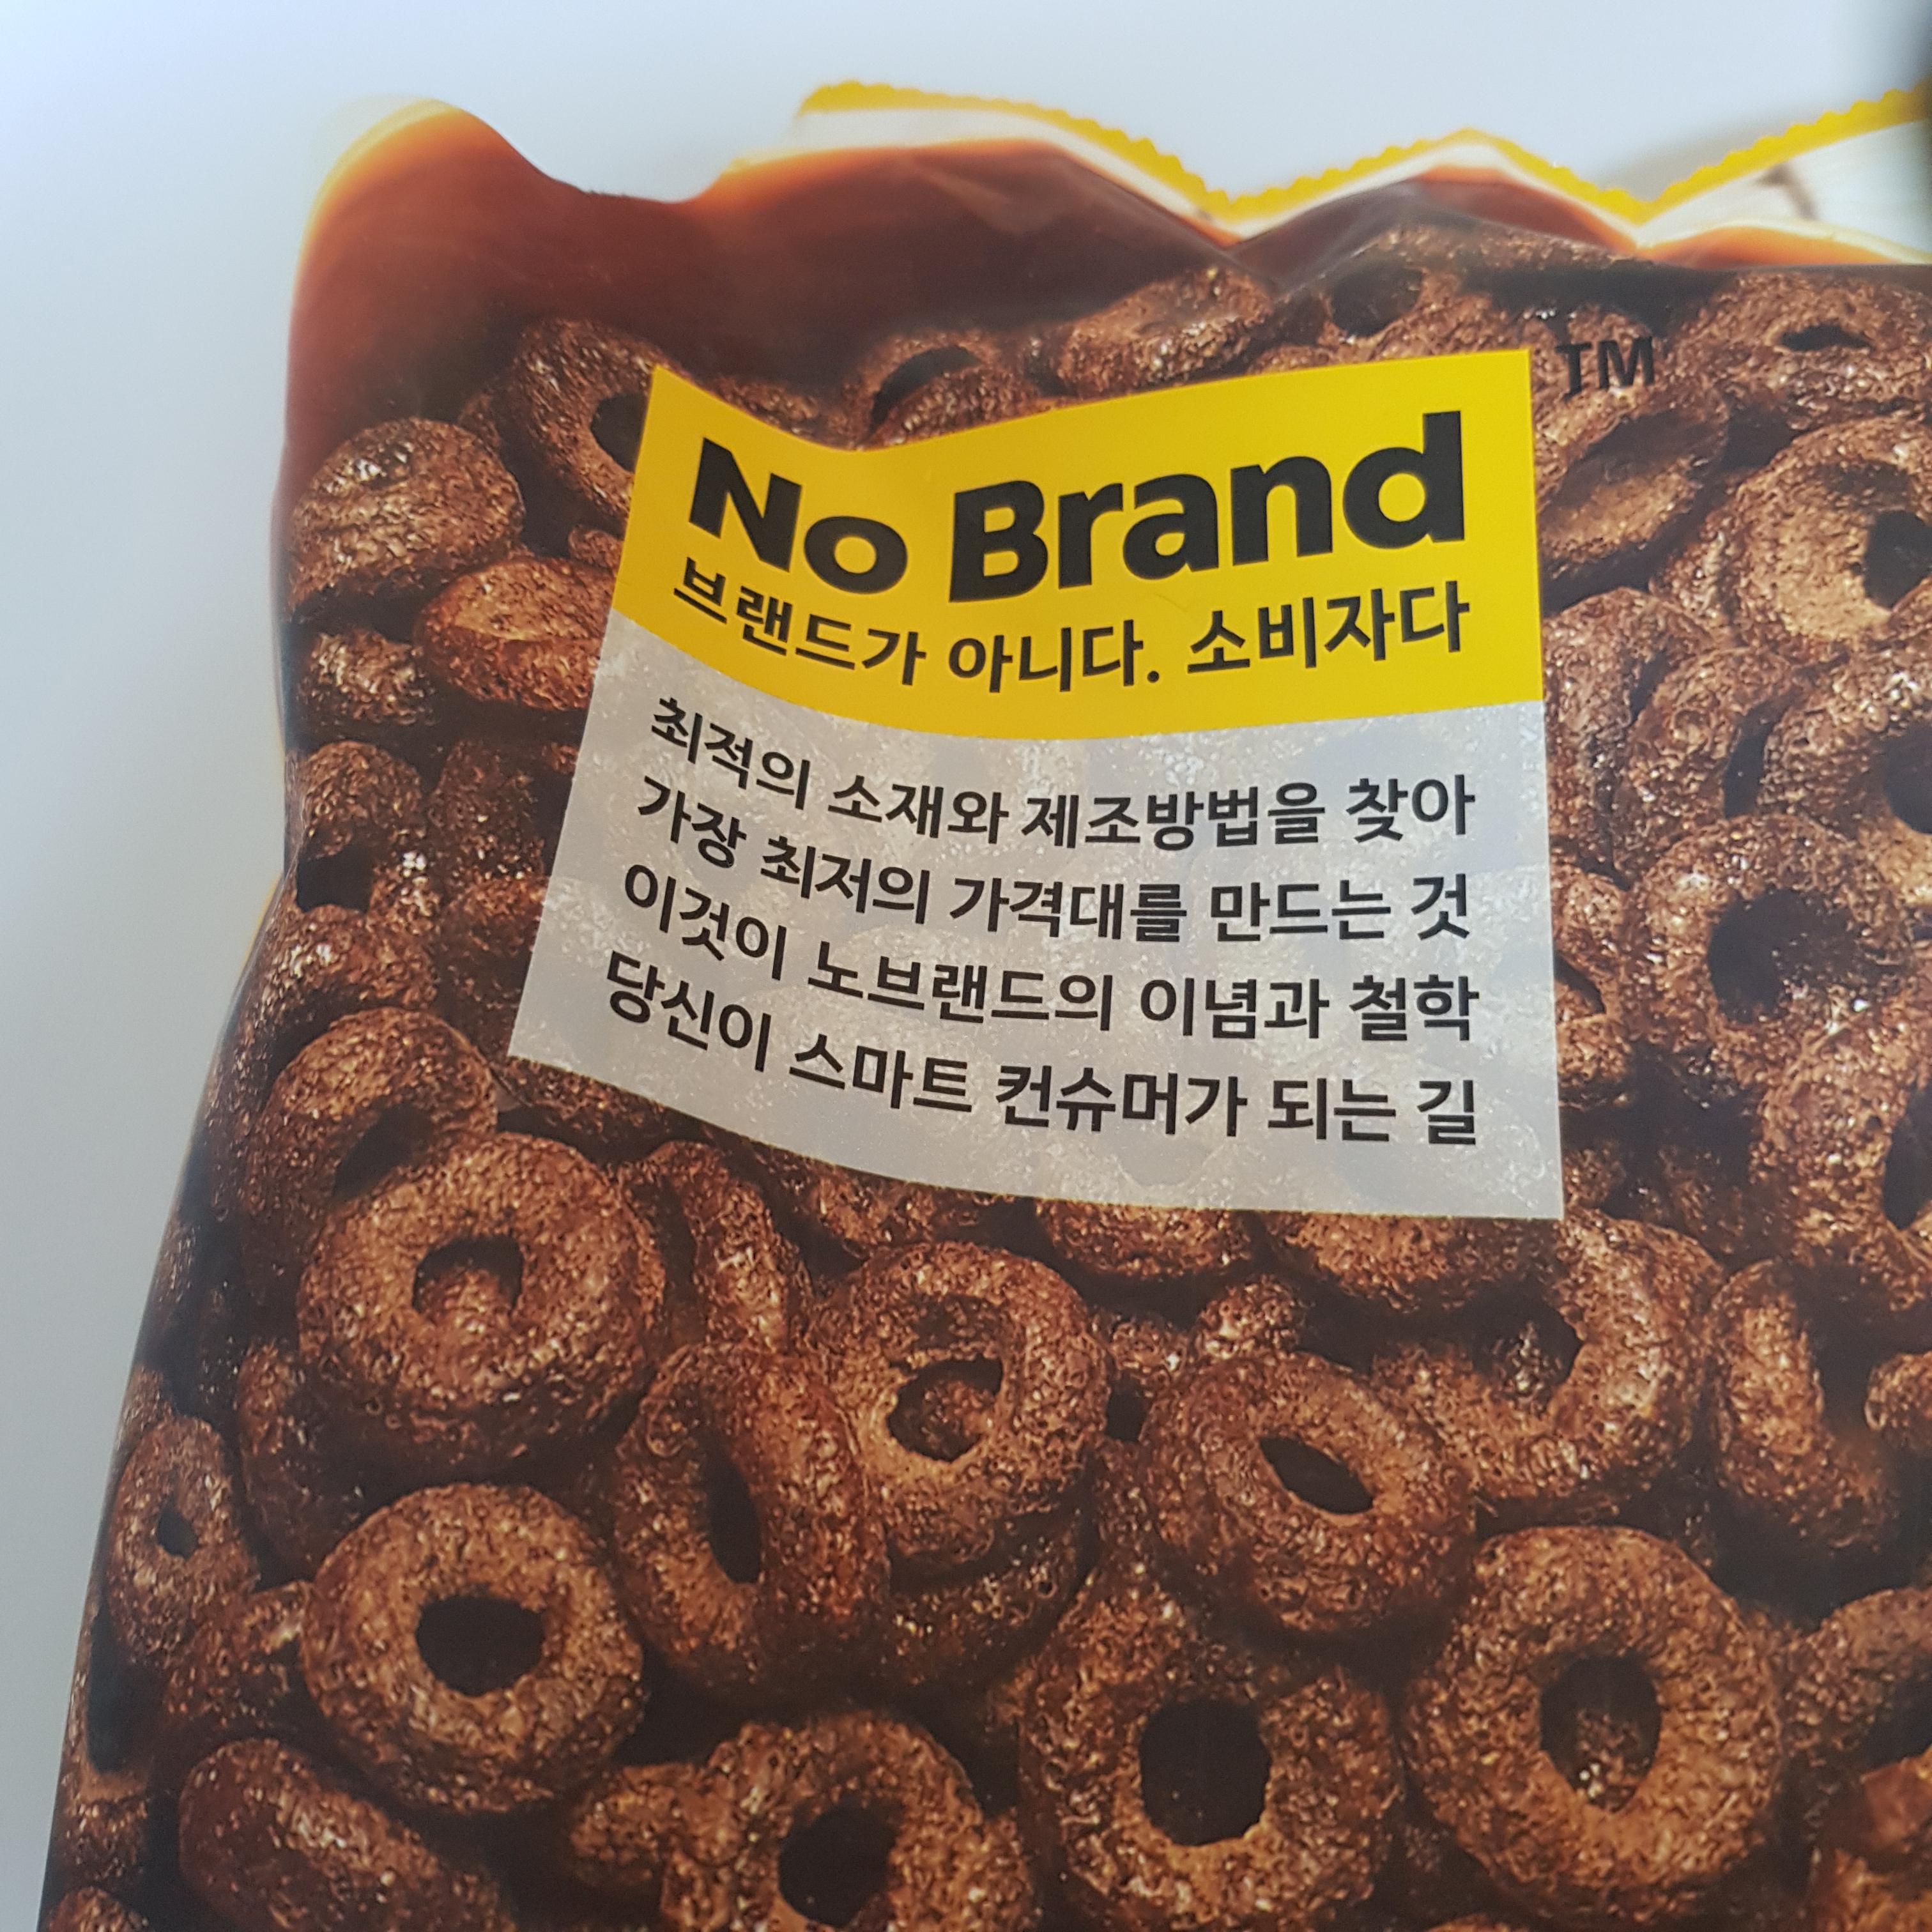 No Brand
TM
브랜드가 아니다. 소비자다
최적의 소재와 제조방법을 찾아
가장 최저의 가격대를 만드는 것
이것이 노브랜드의 이념과 철학
당신이 스마트 컨슈머가 되는 길